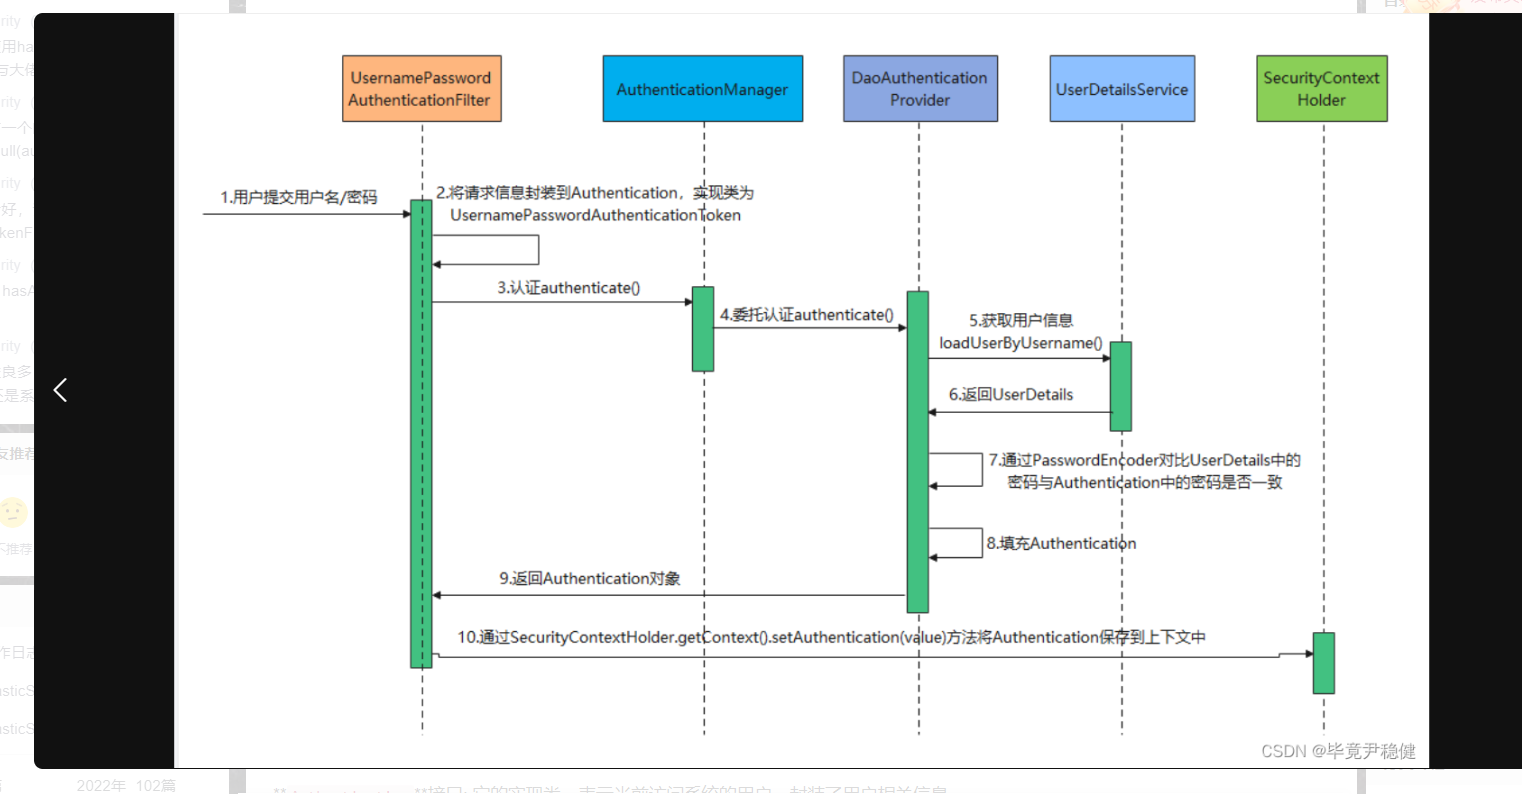 UsernamePassword
AuthenticationFilter
AuthenticationManager
DaoAuthentication
Provider
UserDetailsService
SecurityContext
Holder
1.用户提交用户名/密码
2.将请求信息封装到Authentication，实现类为
UsernamePasswordAuthenticationToken
3.认证authenticate()
4.委托认证authenticate()
5.获取用户信息
loadUserByUsername()
6.返回UserDetails
7.通过PasswordEncoder对比UserDetails中的
密码与Authentication中的密码是否一致
8.填充Authentication
9.返回Authentication对象
10.通过SecurityContextHolder.getContext().setAuthentication(value)方法将Authentication保存到上下文中
CSDN @毕竟尹稳健
2022年 102篇